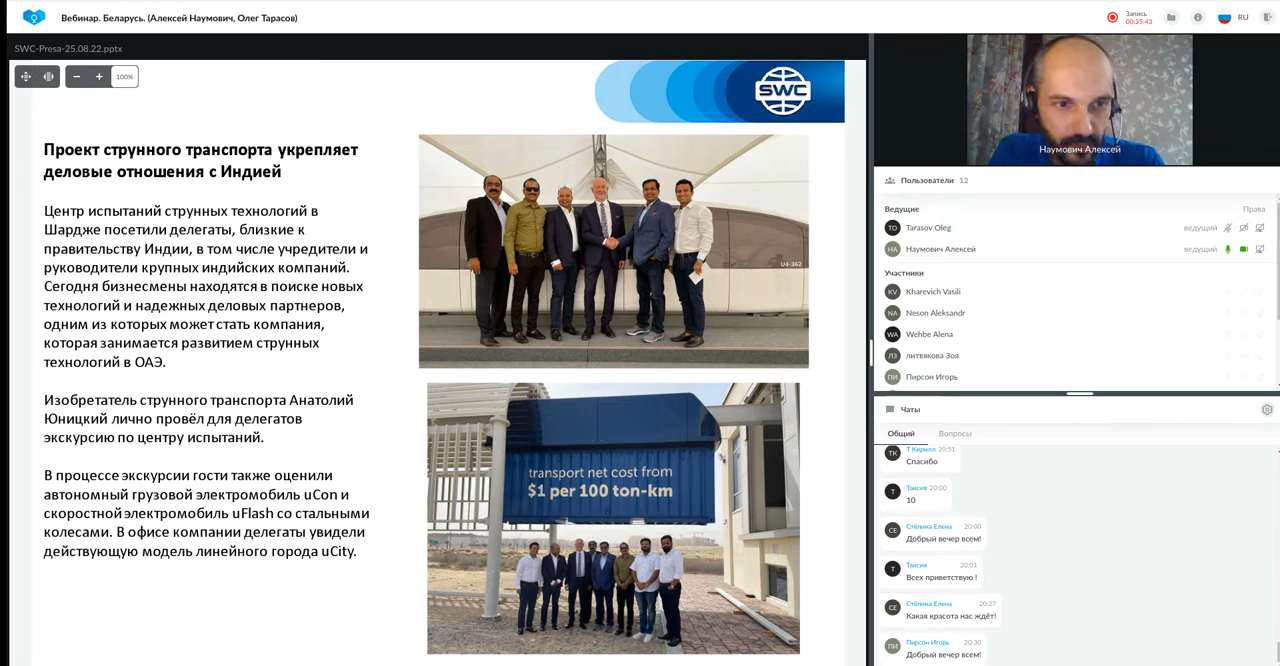 Вебинар. Беларусь. (Алексей Наумович, Олег Тарасов)
Запись
00:35:43
RU
SWC-Presa-25.08.22.pptx
100%
SWC
Проект струнного транспорта укрепляет
деловые отношения с Индией
Центр испытаний струнных технологий в
Шардже посетили делегаты, близкие к
правительству Индии, в том числе учредители и
руководители крупных индийских компаний.
Сегодня бизнесмены находятся в поиске новых
технологий и надежных деловых партнеров,
одним из которых может стать компания,
которая занимается развитием струнных
технологий в ОАЭ.
Изобретатель струнного транспорта Анатолий
Юницкий лично провёл для делегатов
экскурсию по центру испытаний.
В процессе экскурсии гости также оценили
автономный грузовой электромобиль uCon и
скоростной электромобиль uFlash со стальными
колесами. В офисе компании делегаты увидели
действующую модель линейного города uCity.
U4-362
transport net cost from
$1 per 100 ton-km
Наумович Алексей
Пользователи 12
Ведущие Права
TO Tarasov Oleg ведущий
НА Наумович Алексей ведущий
Участники
KV Kharevich Vasili
NA Neson Aleksandr
WA Wehbe Alena
ЛЗ литвякова Зоя
ПИ Пирсон Игорь
Чаты
Общий Вопросы
ТК Т Кирилл 20:51
Спасибо
Т Таисия 20:00
10
СЕ Стёпина Елена 20:00
Добрый вечер всем!
Т Таисия 20:01
Всех приветствую !
СЕ Стёпина Елена 20:27
Какая красота нас ждёт!
ПИ Пирсон Игорь 20:30
Добрый вечер всем!